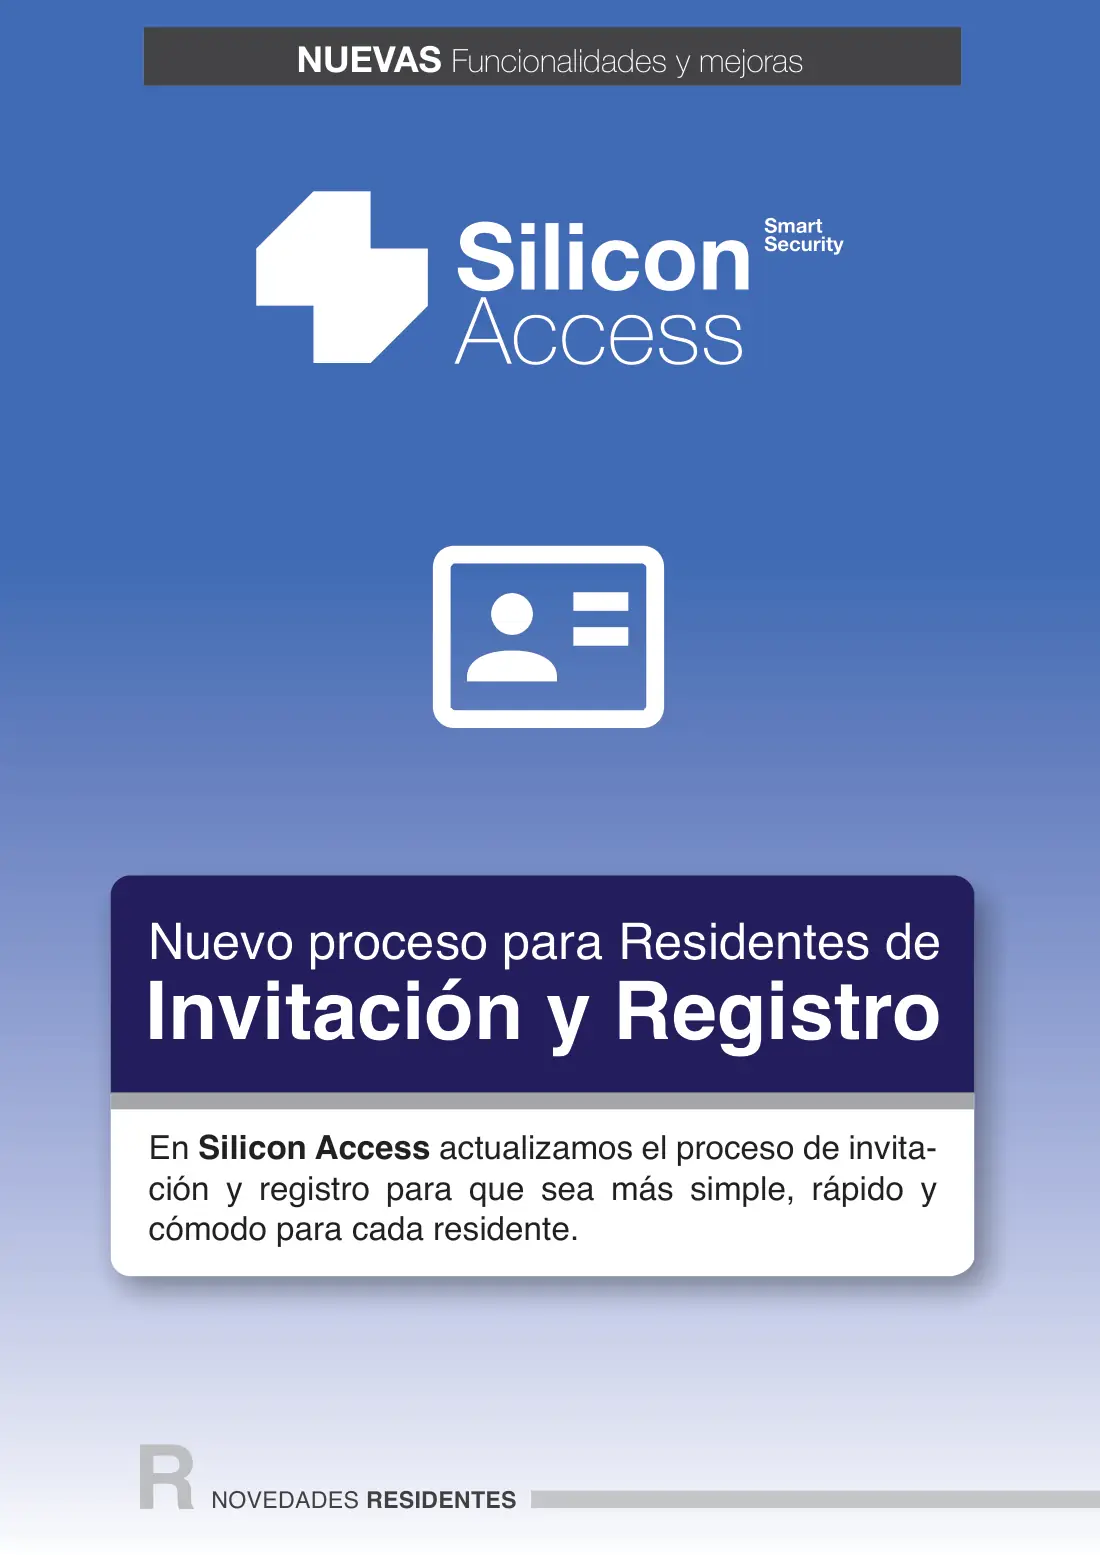 NUEVAS Funcionalidades y mejoras
Silicon
Smart
Security
Access
Nuevo proceso para Residentes de
Invitación y Registro
En Silicon Access actualizamos el proceso de invita-
ción y registro para que sea más simple, rápido y
cómodo para cada residente.
R
NOVEDADES RESIDENTES